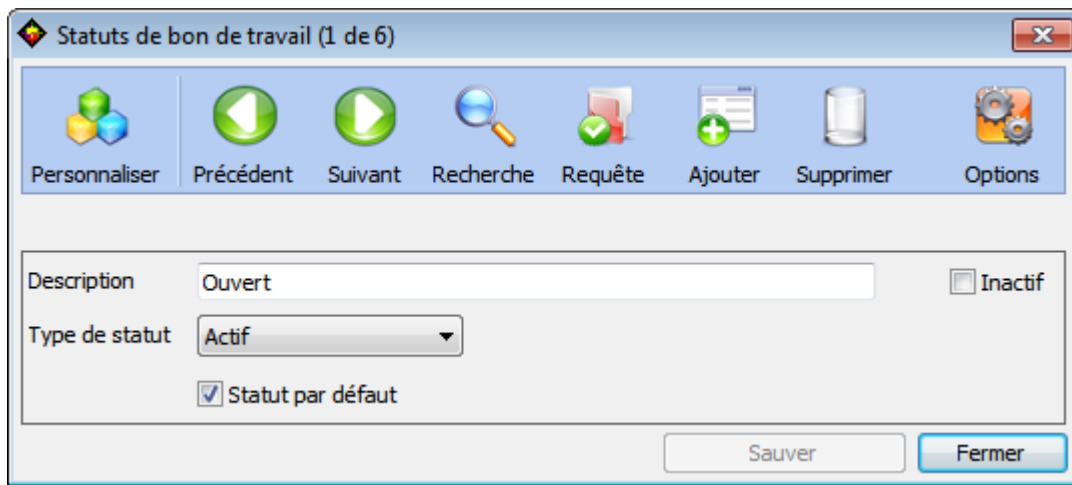 Statuts de bon de travail (1 de 6)
Personnaliser Précédent Suivant Recherche Requête Ajouter Supprimer Options
Description Ouvert Inactif
Type de statut Actif
Statut par défaut
Sauver Fermer